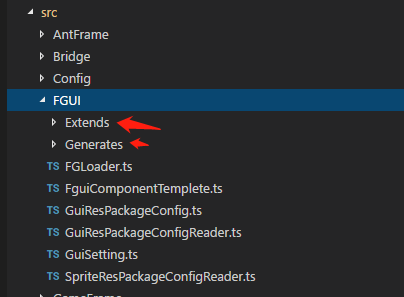 src
AntFrame
Bridge
Config
FGUI
Extends
Generates
TS FGLoader.ts
TS FguiComponentTemplete.ts
TS GuiResPackageConfig.ts
TS GuiResPackageConfigReader.ts
TS GuiSetting.ts
TS SpriteResPackageConfigReader.ts
GameFrame